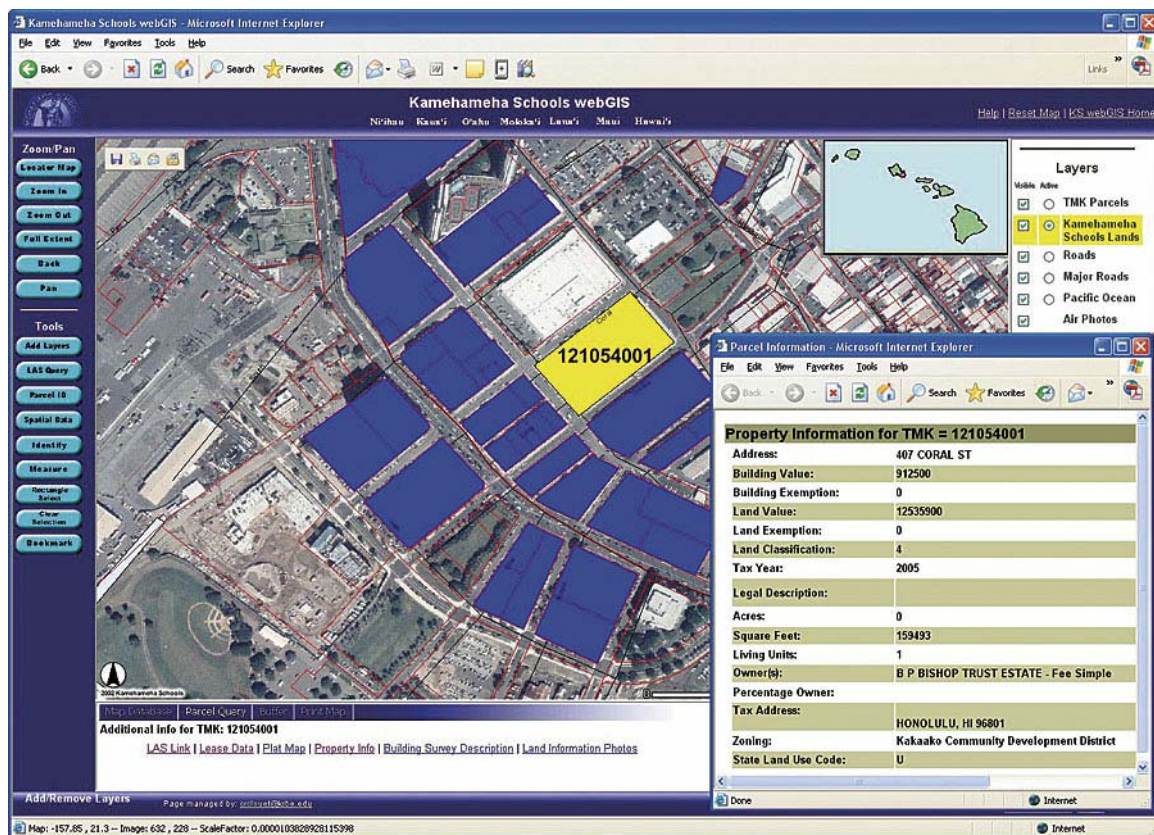 Kamehameha Schools webGIS - Microsoft Internet Explorer
File Edit View Favorites Tools Help
Back Search Favorites Links
Kamehameha Schools webGIS
Ni'ihau Kaua'i O'ahu Moloka'i Lana'i Maui Hawai'i
Help | Reset Map | KS webGIS Home
Zoom/Pan
Locator Map
Zoom In
Zoom Out
Full Extent
Back
Pan
Tools
Add Layers
LAS Query
Parcel ID
Spatial Data
Identify
Measure
Rectangle
Select
Clear
Selection
Bookmark
Coral
121054001
2002 Kamehameha Schools
Layers
Visible Active
TMK Parcels
Kamehameha
Schools Lands
Roads
Major Roads
Pacific Ocean
Air Photos
Parcel Information - Microsoft Internet Explorer
File Edit View Favorites Tools Help
Back Search Favorites
Property Information for TMK = 121054001
Address: 407 CORAL ST
Building Value: 912500
Building Exemption: 0
Land Value: 12535900
Land Exemption: 0
Land Classification: 4
Tax Year: 2005
Legal Description:
Acres: 0
Square Feet: 159493
Living Units: 1
Owner(s): B P BISHOP TRUST ESTATE - Fee Simple
Percentage Owner:
Tax Address:
HONOLULU, HI 96801
Zoning: Kakaako Community Development District
State Land Use Code: U
Done Internet
Map Database Parcel Query Buffer Print Map
Additional info for TMK: 121054001
LAS Link | Lease Data | Plat Map | Property Info | Building Survey Description | Land Information Photos
Add/Remove Layers Page managed by:
Map: -157.85 , 21.3 -- Image: 632 , 228 -- ScaleFactor: 0.0000103828928115398 Internet